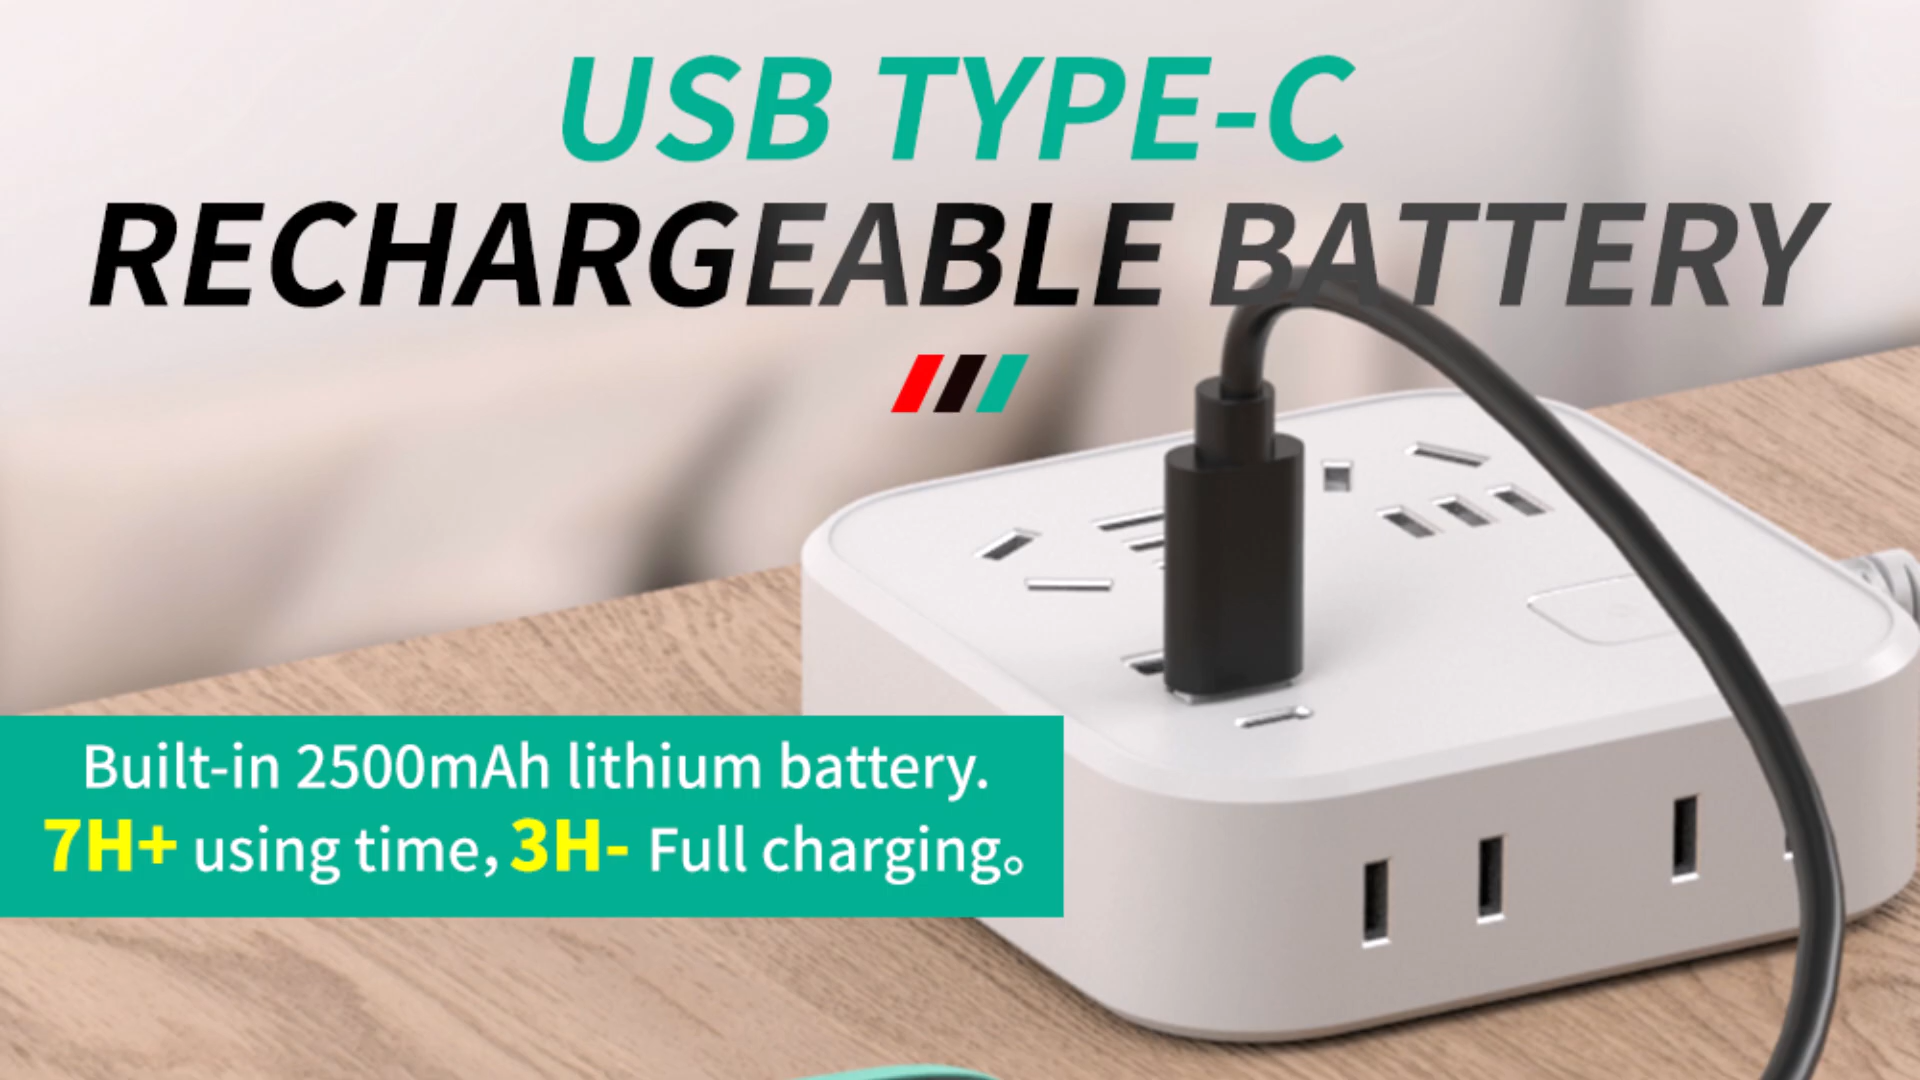 USB TYPE-C
RECHARGEABLE BATTERY
Built-in 2500mAh lithium battery.
7H+ using time,3H- Full charging。